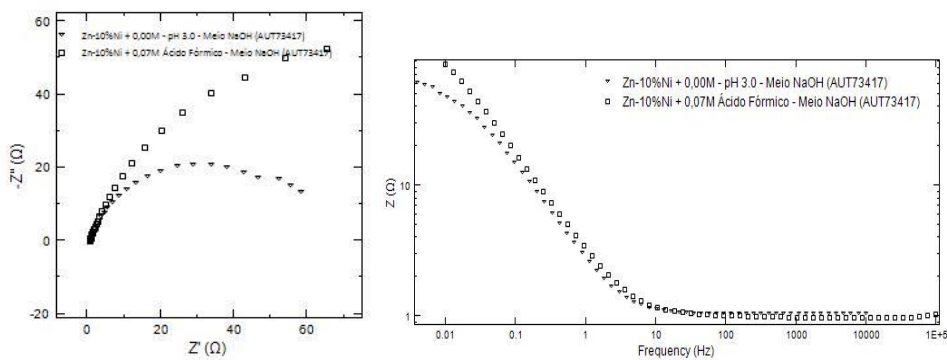 60
40
20
0
-20
-Z'' (Ω)
Zn-10%Ni + 0,00M - pH 3.0 - Meio NaOH (AUT73417)
Zn-10%Ni + 0,07M Ácido Fórmico - Meio NaOH (AUT73417)
0 20 40 60
Z' (Ω)
Z (Ω)
10
1
Zn-10%Ni + 0,00M - pH 3.0 - Meio NaOH (AUT73417)
Zn-10%Ni + 0,07M Ácido Fórmico - Meio NaOH (AUT73417)
0.01 0.1 1 10 100 1000 10000 1E+5
Frequency (Hz)